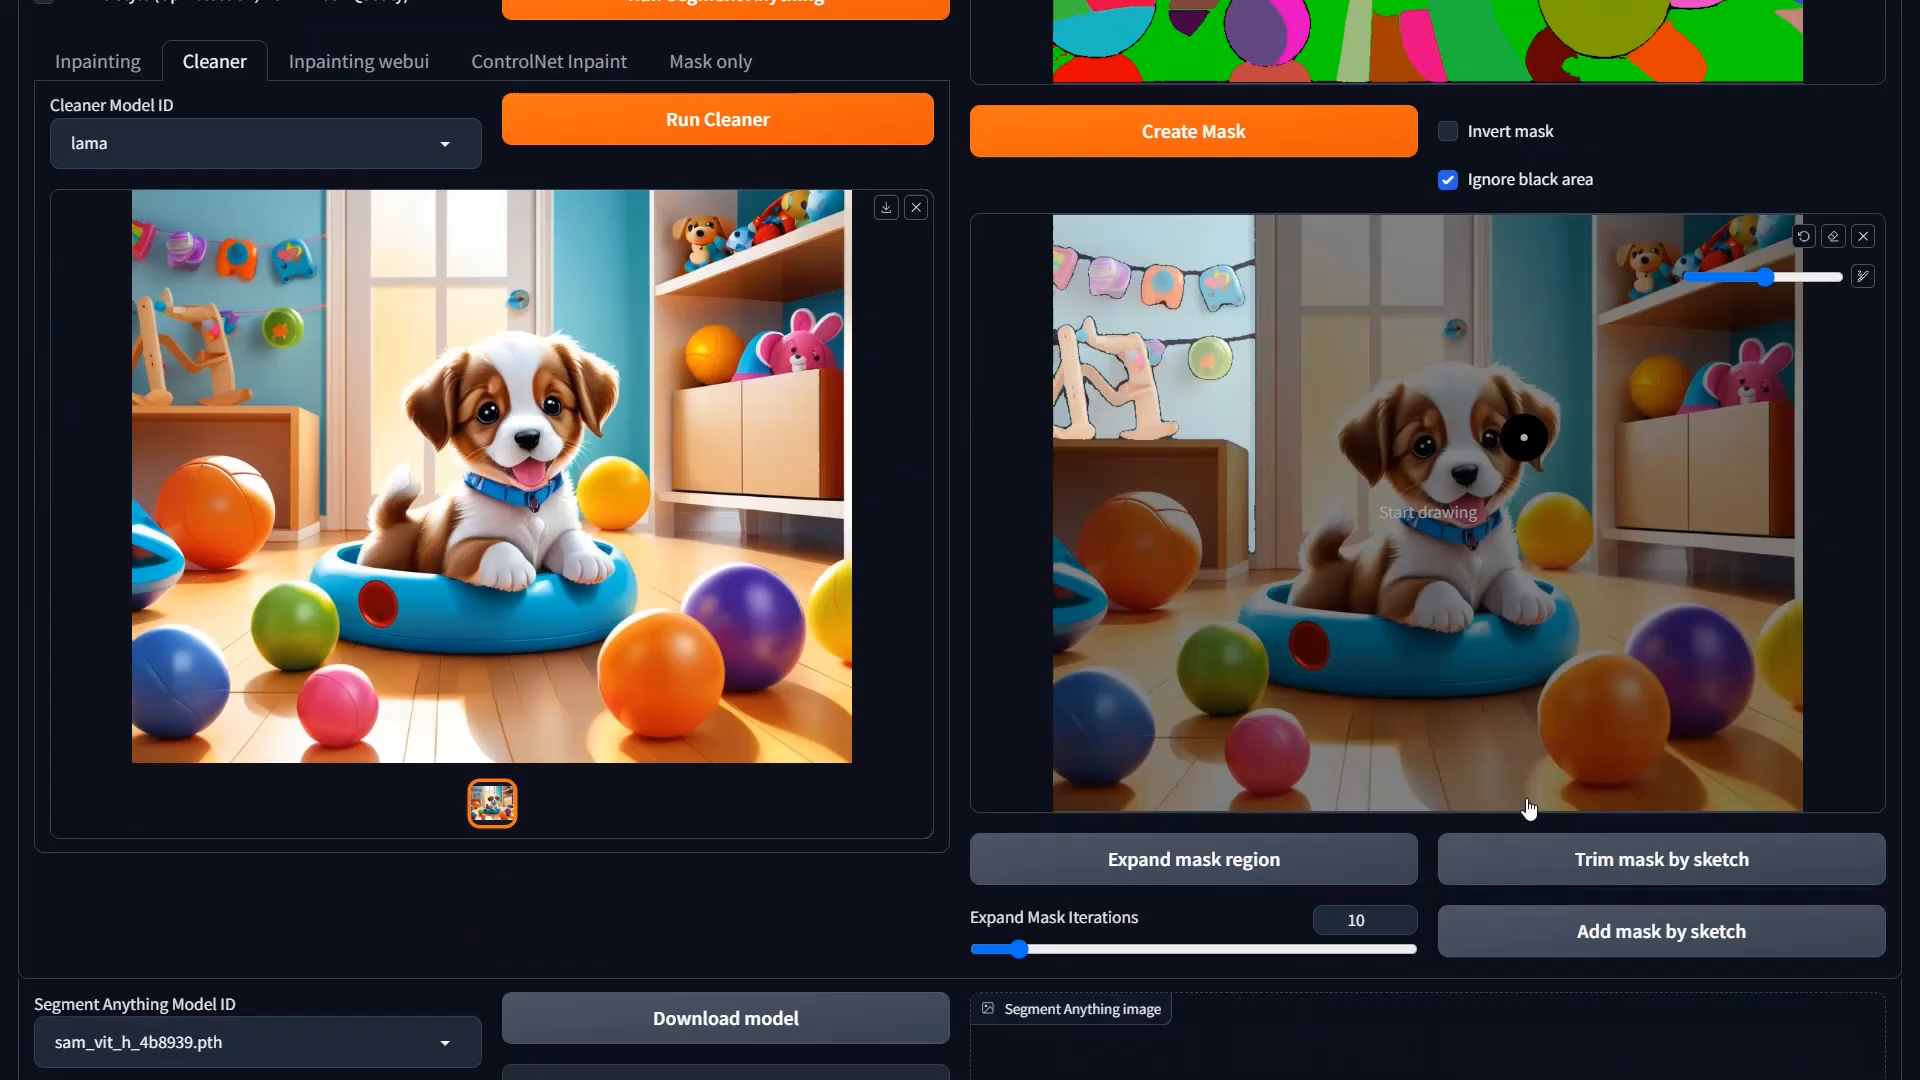 Inpainting
Cleaner
Inpainting webui
ControlNet Inpaint
Mask only
Cleaner Model ID
lama
Run Cleaner
Create Mask
Invert mask
Ignore black area
Start drawing
Expand mask region
Trim mask by sketch
Expand Mask Iterations
10
Add mask by sketch
Segment Anything Model ID
sam_vit_h_4b8939.pth
Download model
Segment Anything image